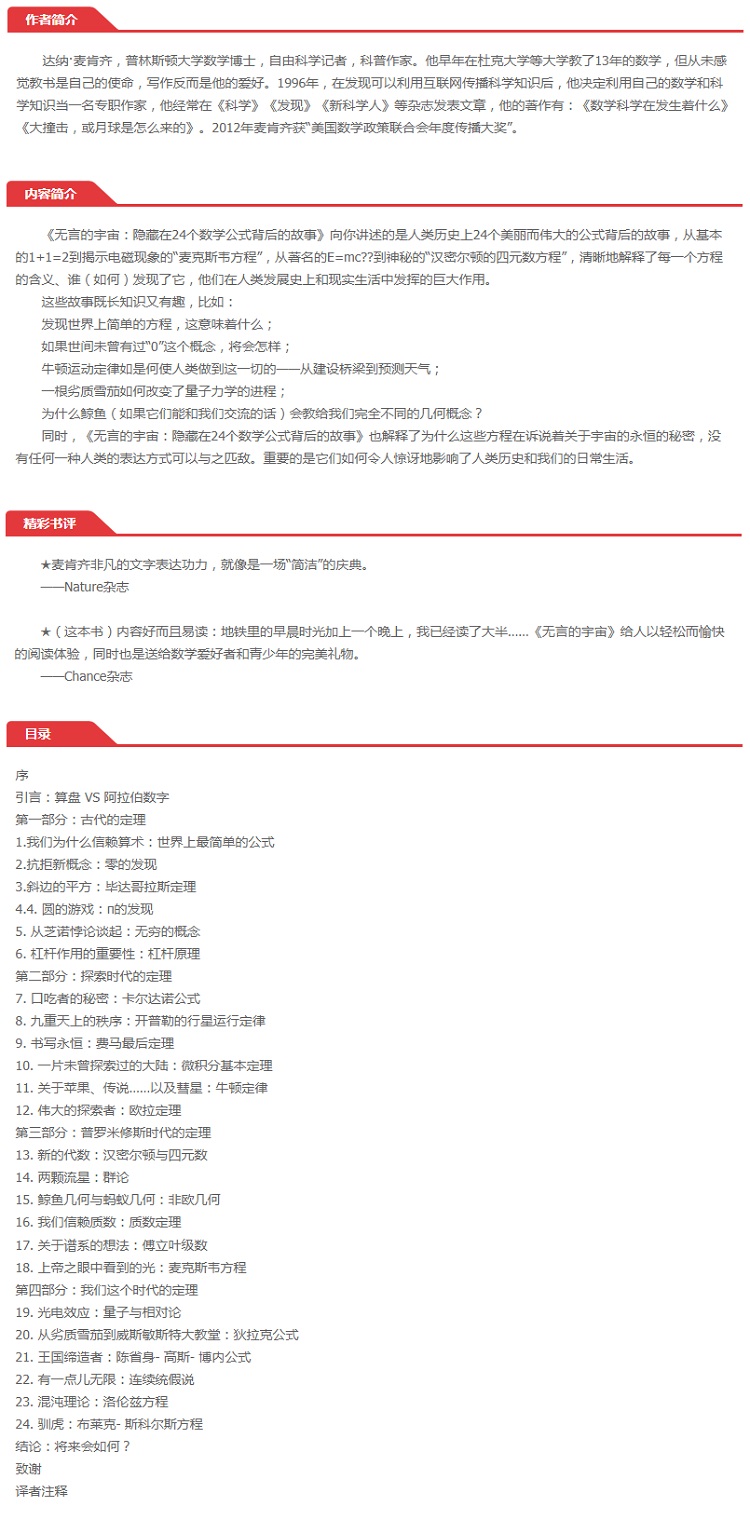 作者简介
达纳·麦肯齐，普林斯顿大学数学博士，自由科学记者，科普作家。他早年在杜克大学等大学教了13年的数学，但从未感
觉教书是自己的使命，写作反而是他的爱好。1996年，在发现可以利用互联网传播科学知识后，他决定利用自己的数学和科
学知识当一名专职作家，他经常在《科学》《发现》《新科学人》等杂志发表文章，他的著作有：《数学科学在发生着什么》
《大撞击，或月球是怎么来的》。2012年麦肯齐获“美国数学政策联合会年度传播大奖”。
内容简介
《无言的宇宙：隐藏在24个数学公式背后的故事》向你讲述的是人类历史上24个美丽而伟大的公式背后的故事，从基本
的1+1=2到揭示电磁现象的“麦克斯韦方程”，从著名的E=mc??到神秘的“汉密尔顿的四元数方程”，清晰地解释了每一个方程
的含义、谁（如何）发现了它，他们在人类发展史上和现实生活中发挥的巨大作用。
这些故事既长知识又有趣，比如：
发现世界上简单的方程，这意味着什么；
如果世间未曾有过“0”这个概念，将会怎样；
牛顿运动定律如是何使人类做到这一切的——从建设桥梁到预测天气；
一根劣质雪茄如何改变了量子力学的进程；
为什么鲸鱼（如果它们能和我们交流的话）会教给我们完全不同的几何概念？
同时，《无言的宇宙：隐藏在24个数学公式背后的故事》也解释了为什么这些方程在诉说着关于宇宙的永恒的秘密，没
有任何一种人类的表达方式可以与之匹敌。重要的是它们如何令人惊讶地影响了人类历史和我们的日常生活。
精彩书评
★麦肯齐非凡的文字表达功力，就像是一场“简洁”的庆典。
——Nature杂志
★（这本书）内容好而且易读：地铁里的早晨时光加上一个晚上，我已经读了大半......《无言的宇宙》给人以轻松而愉快
的阅读体验，同时也是送给数学爱好者和青少年的完美礼物。
——Chance杂志
目录
序
引言：算盘 VS 阿拉伯数字
第一部分：古代的定理
1.我们为什么信赖算术：世界上最简单的公式
2.抗拒新概念：零的发现
3.斜边的平方：毕达哥拉斯定理
4.4. 圆的游戏：π的发现
5. 从芝诺悖论谈起：无穷的概念
6. 杠杆作用的重要性：杠杆原理
第二部分：探索时代的定理
7. 口吃者的秘密：卡尔达诺公式
8. 九重天上的秩序：开普勒的行星运行定律
9. 书写永恒：费马最后定理
10. 一片未曾探索过的大陆：微积分基本定理
11. 关于苹果、传说......以及彗星：牛顿定律
12. 伟大的探索者：欧拉定理
第三部分：普罗米修斯时代的定理
13. 新的代数：汉密尔顿与四元数
14. 两颗流星：群论
15. 鲸鱼几何与蚂蚁几何：非欧几何
16. 我们信赖质数：质数定理
17. 关于谱系的想法：傅立叶级数
18. 上帝之眼中看到的光：麦克斯韦方程
第四部分：我们这个时代的定理
19. 光电效应：量子与相对论
20. 从劣质雪茄到威斯敏斯特大教堂：狄拉克公式
21. 王国缔造者：陈省身- 高斯- 博内公式
22. 有一点儿无限：连续统假说
23. 混沌理论：洛伦兹方程
24. 驯虎：布莱克- 斯科尔斯方程
结论：将来会如何？
致谢
译者注释